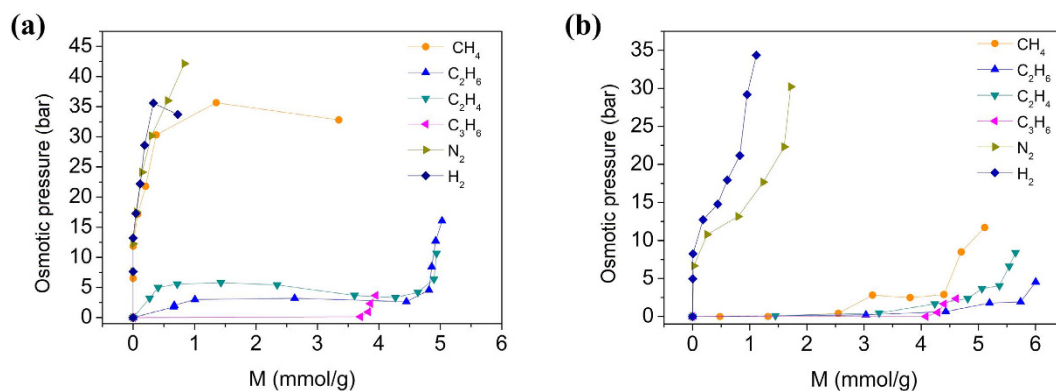 (a)
Osmotic pressure (bar)
45
40
35
30
25
20
15
10
5
0
CH₄
C₂H₆
C₂H₄
C₃H₆
N₂
H₂
0 1 2 3 4 5 6
M (mmol/g)
(b)
Osmotic pressure (bar)
35
30
25
20
15
10
5
0
CH₄
C₂H₆
C₂H₄
C₃H₆
N₂
H₂
0 1 2 3 4 5 6
M (mmol/g)